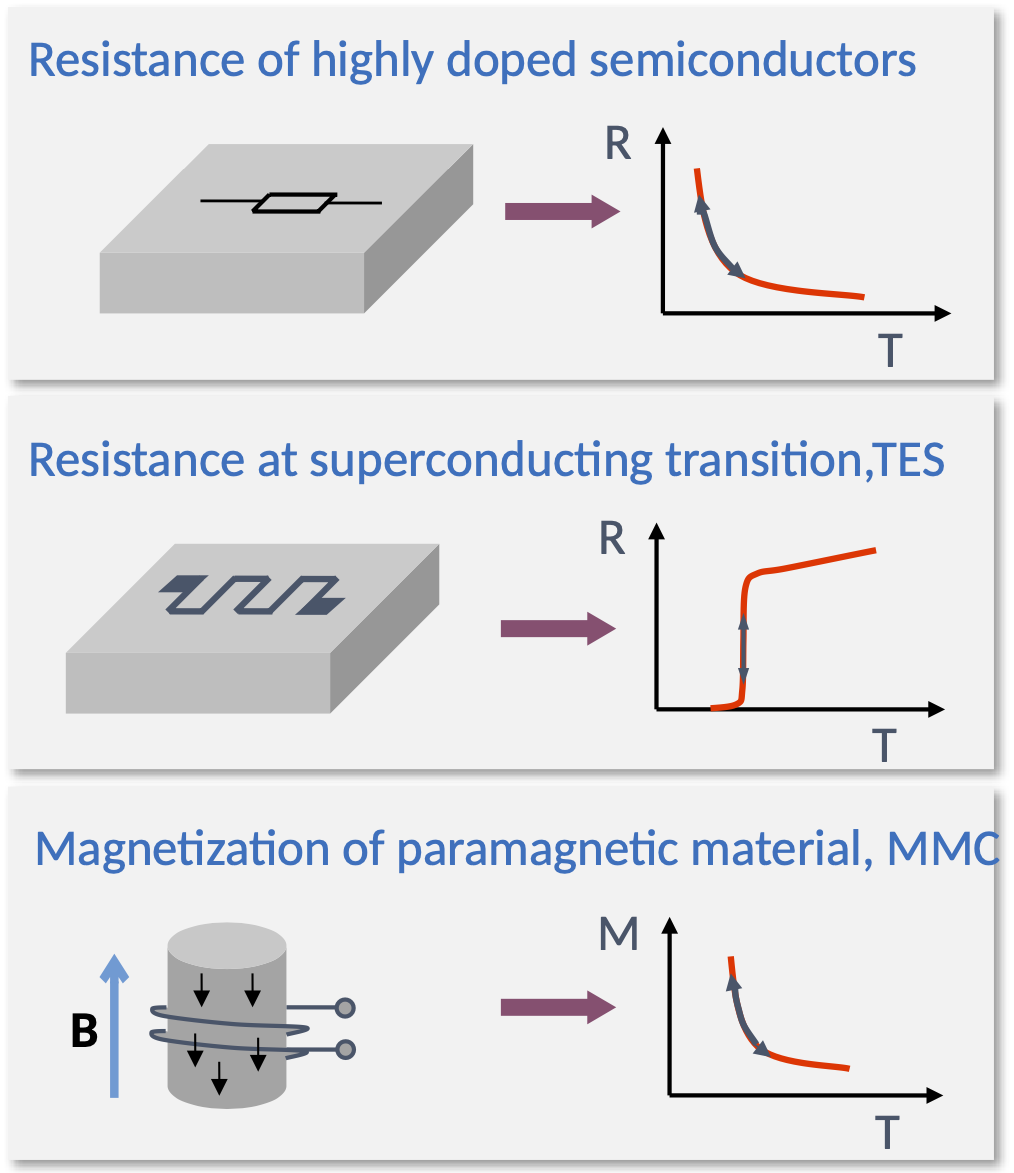 Resistance of highly doped semiconductors
R
T
Resistance at superconducting transition,TES
R
T
Magnetization of paramagnetic material, MMC
M
B
T